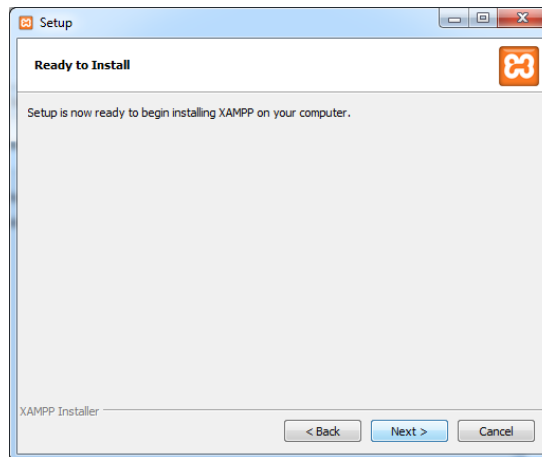 Setup
Ready to Install
Setup is now ready to begin installing XAMPP on your computer.
XAMPP Installer
< Back Next > Cancel